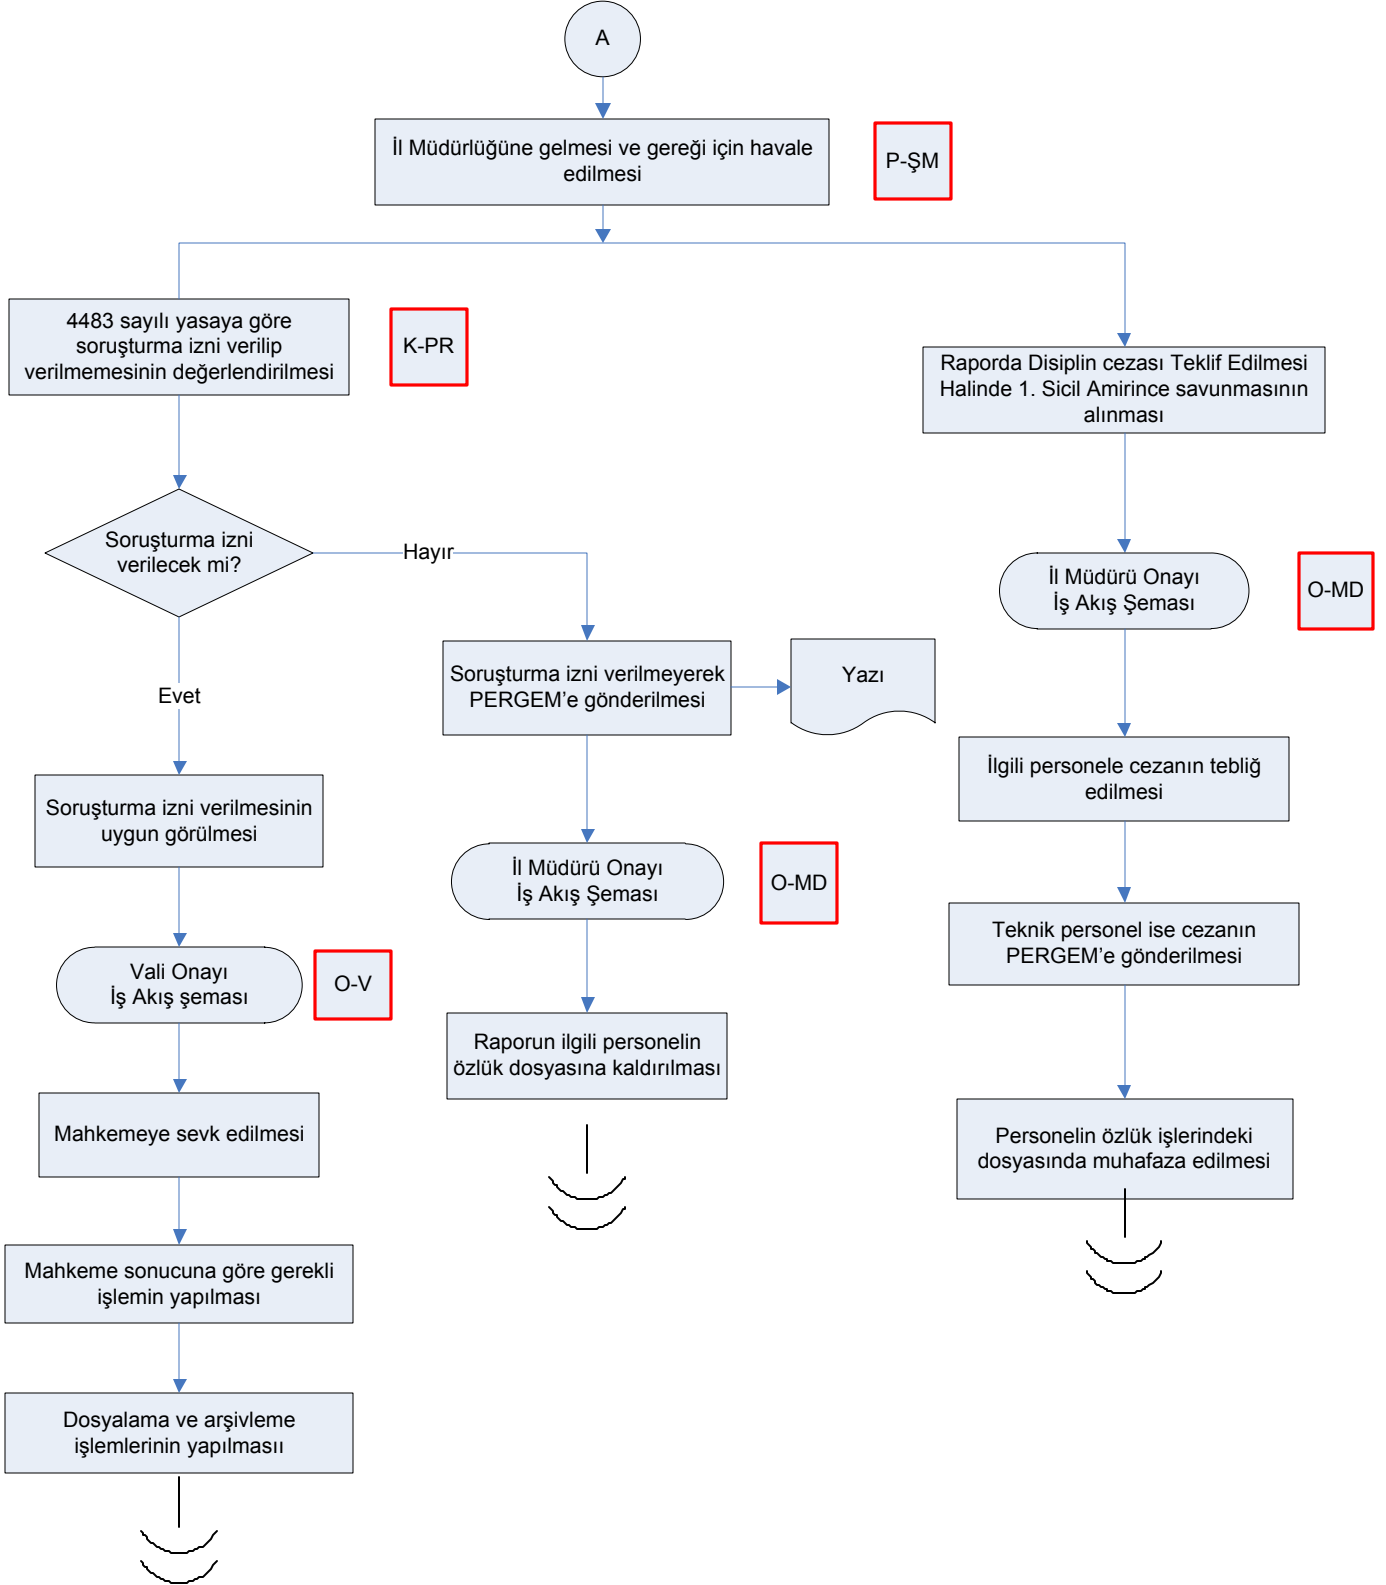 A
İl Müdürlüğüne gelmesi ve gereği için havale
edilmesi
P-ŞM
4483 sayılı yasaya göre
soruşturma izni verilip
verilmemesinin değerlendirilmesi
K-PR
Raporda Disiplin cezası Teklif Edilmesi
Halinde 1. Sicil Amirince savunmasının
alınması
Soruşturma izni
verilecek mi?
Hayır
İl Müdürü Onayı
İş Akış Şeması
O-MD
Evet
Soruşturma izni verilmeyerek
PERGEM’e gönderilmesi
Yazı
İlgili personele cezanın tebliğ
edilmesi
Soruşturma izni verilmesinin
uygun görülmesi
İl Müdürü Onayı
İş Akış Şeması
O-MD
Teknik personel ise cezanın
PERGEM’e gönderilmesi
Vali Onayı
İş Akış şeması
O-V
Raporun ilgili personelin
özlük dosyasına kaldırılması
Mahkemeye sevk edilmesi
Personelin özlük işlerindeki
dosyasında muhafaza edilmesi
Mahkeme sonucuna göre gerekli
işlemin yapılması
Dosyalama ve arşivleme
işlemlerinin yapılmasıı